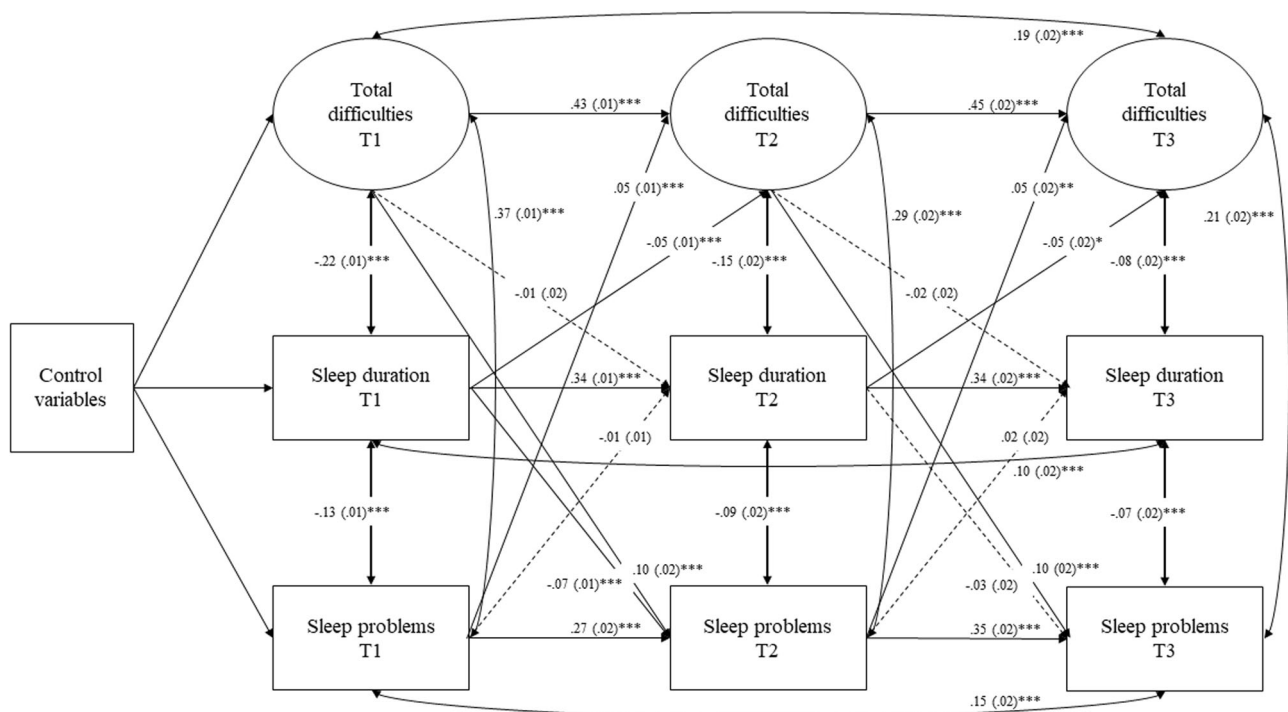 .19 (.02)***
Total
difficulties
T1
Total
difficulties
T2
Total
difficulties
T3
.43 (.01)***
.45 (.02)***
.05 (.01)***
.05 (.02)**
.37 (.01)***
.29 (.02)***
.21 (.02)***
-.05 (.01)***
-.05 (.02)*
-.22 (.01)***
-.15 (.02)***
-.08 (.02)***
-.01 (.02)
-.02 (.02)
Control
variables
Sleep duration
T1
Sleep duration
T2
Sleep duration
T3
.34 (.01)***
.34 (.02)***
-.01 (.01)
.02 (.02)
.10 (.02)***
-.13 (.01)***
-.09 (.02)***
-.07 (.02)***
.10 (.02)***
-.07 (.01)***
.10 (.02)***
-.03 (.02)
Sleep problems
T1
Sleep problems
T2
Sleep problems
T3
.27 (.02)***
.35 (.02)***
.15 (.02)***